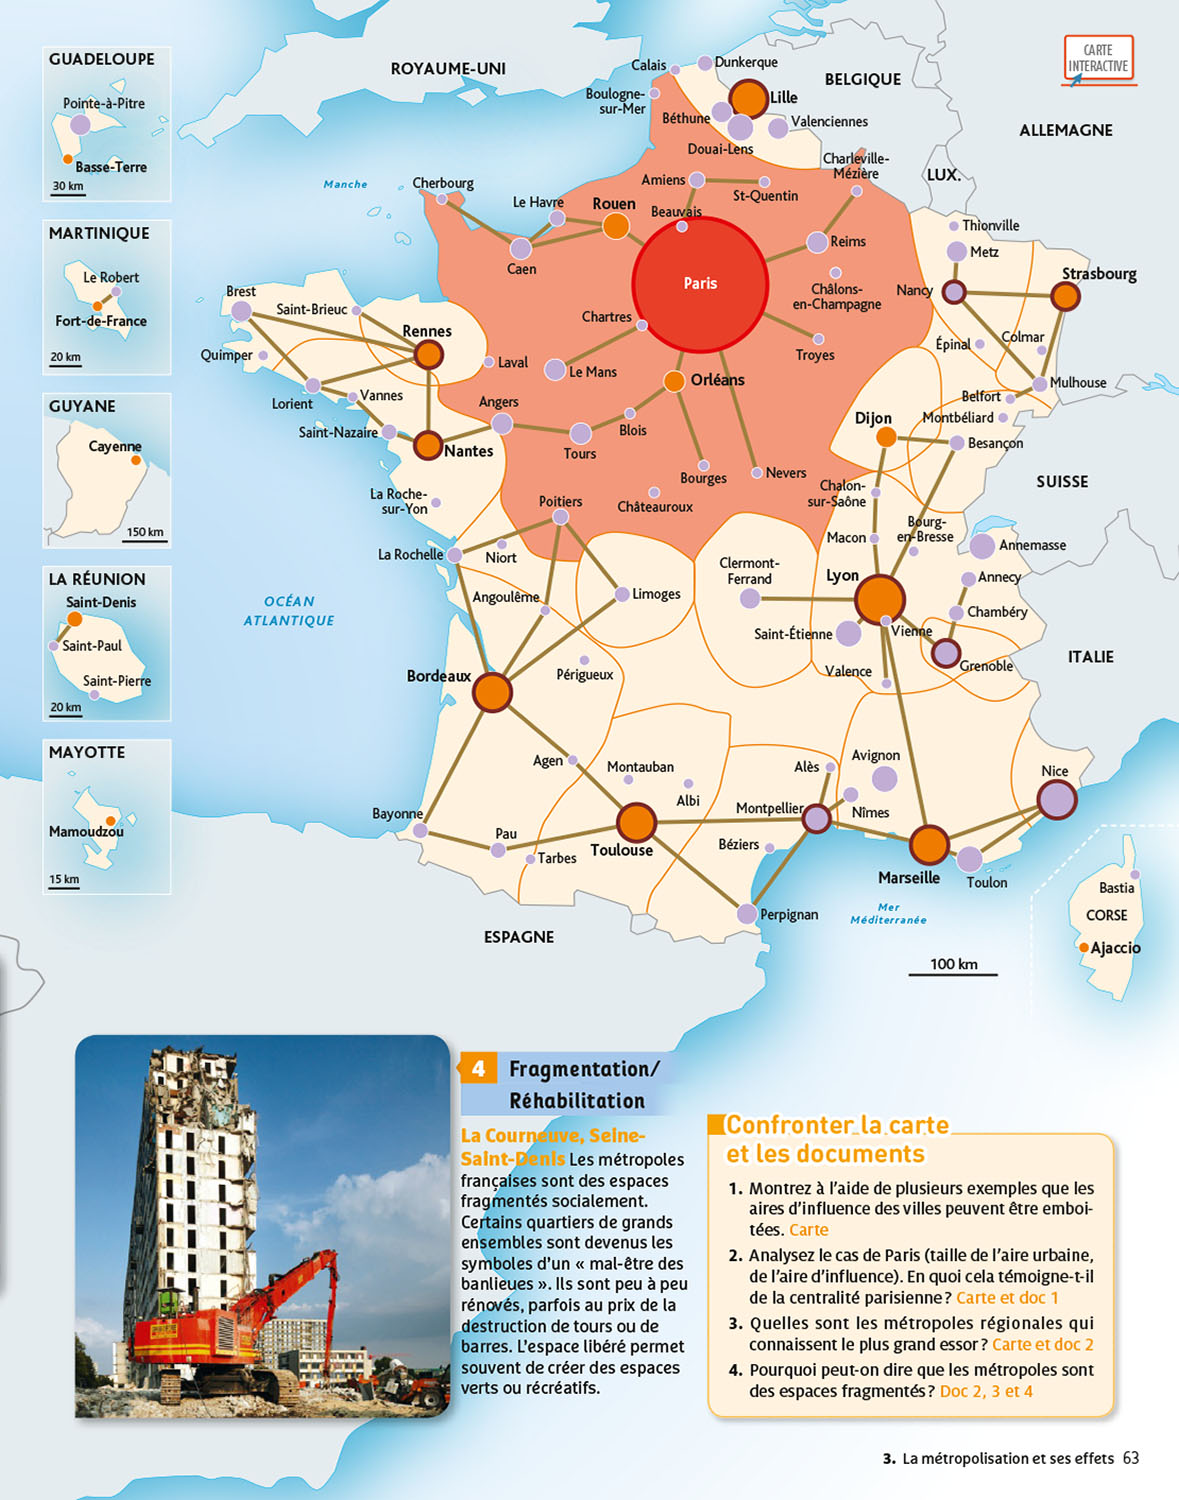 GUADELOUPE
Pointe-à-Pitre
Basse-Terre
30 km
MARTINIQUE
Le Robert
Fort-de-France
20 km
GUYANE
Cayenne
150 km
LA RÉUNION
Saint-Denis
Saint-Paul
Saint-Pierre
20 km
MAYOTTE
Mamoudzou
15 km
CARTE
INTERACTIVE
ROYAUME-UNI
BELGIQUE
ALLEMAGNE
LUX.
SUISSE
ITALIE
ESPAGNE
Manche
OCÉAN
ATLANTIQUE
Mer
Méditerranée
Calais
Dunkerque
Boulogne-
sur-Mer
Lille
Béthune
Valenciennes
Douai-Lens
Charleville-
Mézière
Cherbourg
Amiens
St-Quentin
Le Havre
Rouen
Beauvais
Caen
Reims
Thionville
Metz
Paris
Châlons-
en-Champagne
Nancy
Strasbourg
Brest
Saint-Brieuc
Rennes
Chartres
Troyes
Épinal
Colmar
Quimper
Laval
Le Mans
Orléans
Mulhouse
Belfort
Lorient
Vannes
Angers
Blois
Dijon
Montbéliard
Saint-Nazaire
Nantes
Tours
Besançon
La Roche-
sur-Yon
Bourges
Nevers
Châteauroux
Chalon-
sur-Saône
Poitiers
Macon
Bourg-
en-Bresse
Annemasse
La Rochelle
Niort
Clermont-
Ferrand
Lyon
Annecy
Angoulême
Limoges
Chambéry
Saint-Étienne
Vienne
Grenoble
Bordeaux
Périgueux
Valence
Agen
Montauban
Alès
Avignon
Nice
Albi
Bayonne
Montpellier
Nîmes
Pau
Toulouse
Béziers
Tarbes
Marseille
Toulon
Perpignan
Bastia
CORSE
Ajaccio
100 km
4 Fragmentation/
Réhabilitation
La Courneuve, Seine-
Saint-Denis Les métropoles
françaises sont des espaces
fragmentés socialement.
Certains quartiers de grands
ensembles sont devenus les
symboles d’un « mal-être des
banlieues ». Ils sont peu à peu
rénovés, parfois au prix de la
destruction de tours ou de
barres. L’espace libéré permet
souvent de créer des espaces
verts ou récréatifs.
Confronter la carte
et les documents
1. Montrez à l’aide de plusieurs exemples que les
aires d’influence des villes peuvent être emboi-
tées. Carte
2. Analysez le cas de Paris (taille de l’aire urbaine,
de l’aire d’influence). En quoi cela témoigne-t-il
de la centralité parisienne ? Carte et doc 1
3. Quelles sont les métropoles régionales qui
connaissent le plus grand essor ? Carte et doc 2
4. Pourquoi peut-on dire que les métropoles sont
des espaces fragmentés ? Doc 2, 3 et 4
3. La métropolisation et ses effets 63